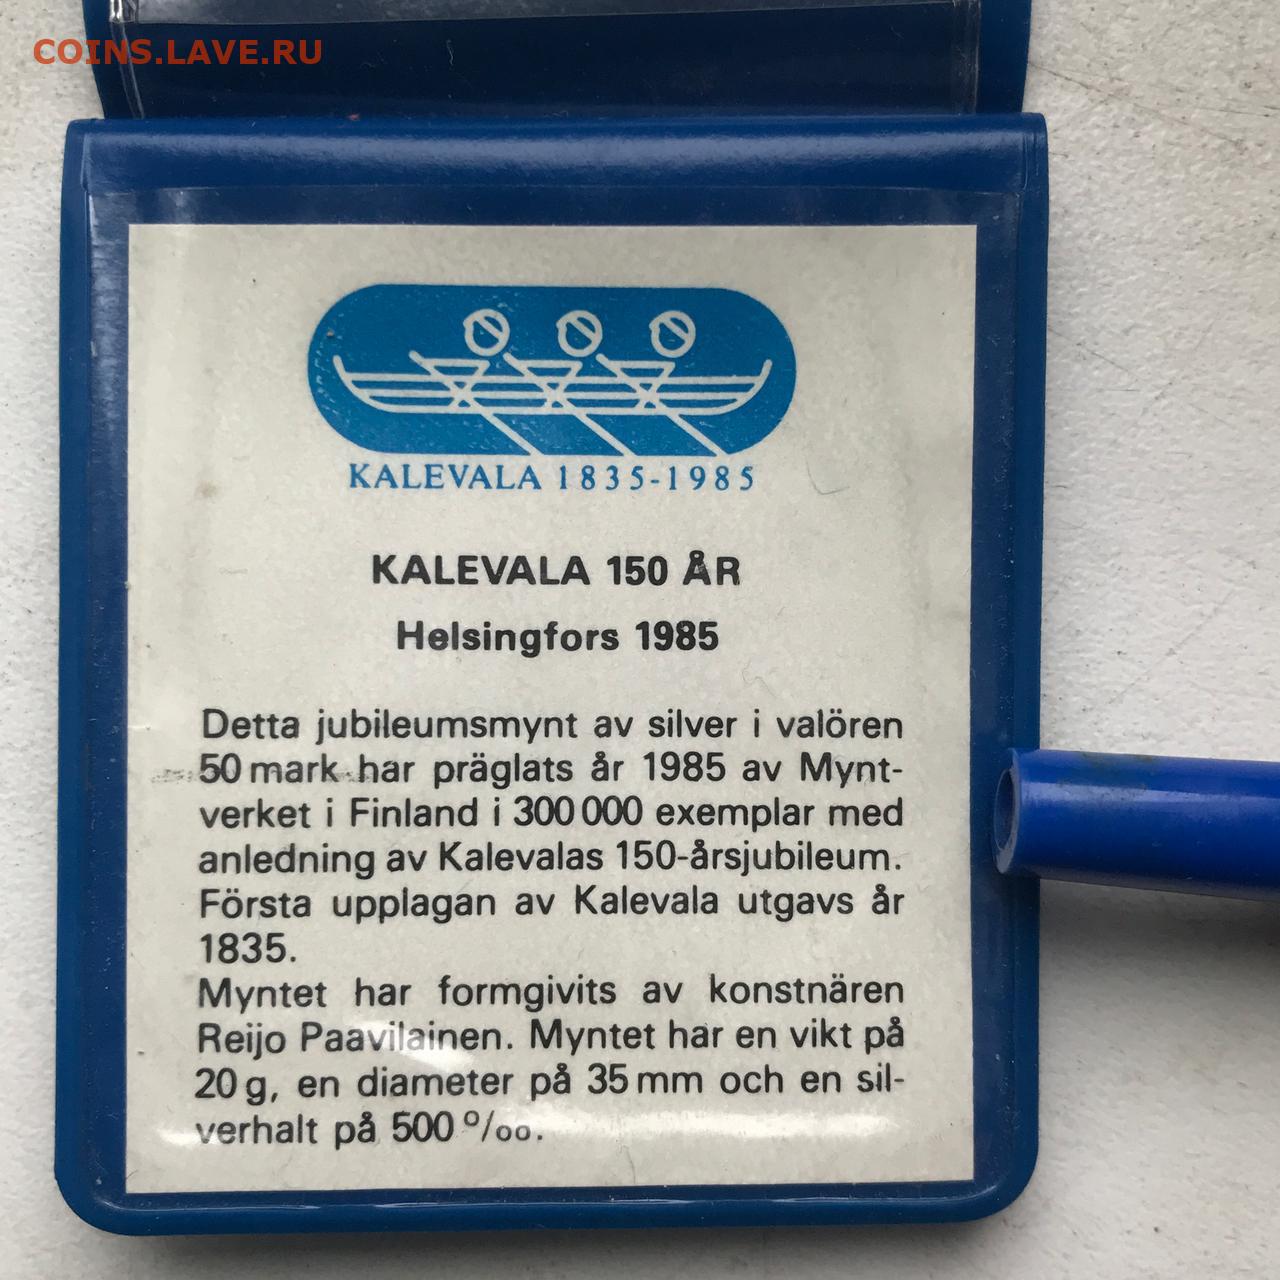 COINS.LAVE.RU
KALEVALA 1835-1985
KALEVALA 150 ÅR
Helsingfors 1985
Detta jubileumsmynt av silver i valören
50 mark har präglats år 1985 av Mynt-
verket i Finland i 300 000 exemplar med
anledning av Kalevalas 150-årsjubileum.
Första upplagan av Kalevala utgavs år
1835.
Myntet har formgivits av konstnären
Reijo Paavilainen. Myntet har en vikt på
20 g, en diameter på 35 mm och en sil-
verhalt på 500 ‰.